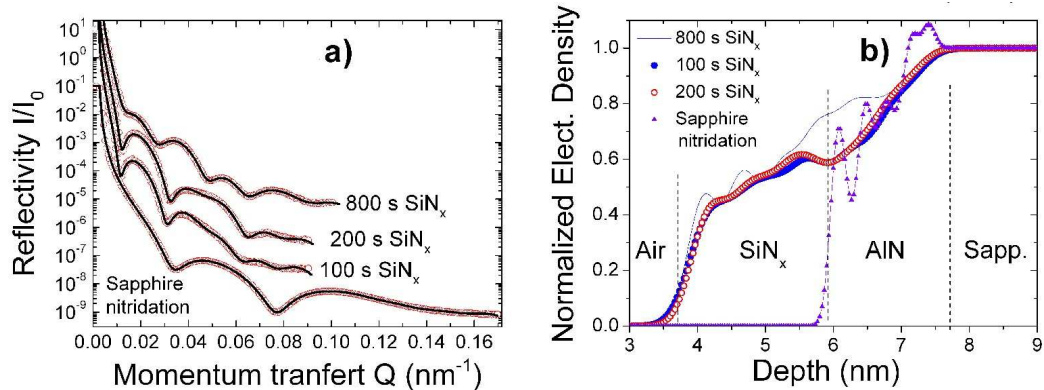 a)
Reflectivity I/I0
10^1
10^0
10^-1
10^-2
10^-3
10^-4
10^-5
10^-6
10^-7
10^-8
10^-9
800 s SiNx
200 s SiNx
100 s SiNx
Sapphire
nitridation
0.00 0.02 0.04 0.06 0.08 0.10 0.12 0.14 0.16
Momentum tranfert Q (nm^-1)
b)
Normalized Elect. Density
1.0
0.8
0.6
0.4
0.2
0.0
800 s SiNx
100 s SiNx
200 s SiNx
Sapphire
nitridation
Air SiNx AlN Sapp.
3 4 5 6 7 8 9
Depth (nm)